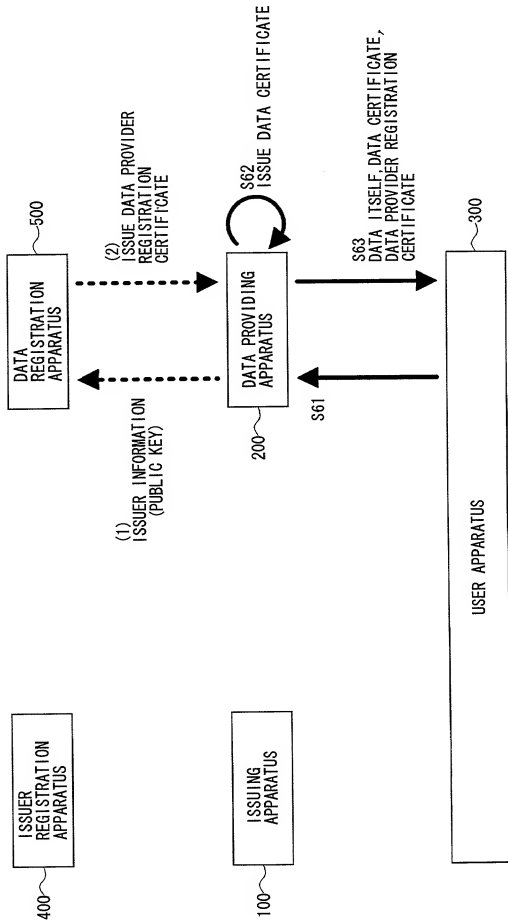 400
ISSUER
REGISTRATION
APPARATUS
500
DATA
REGISTRATION
APPARATUS
(1)
ISSUER INFORMATION
(PUBLIC KEY)
(2)
ISSUE DATA PROVIDER
REGISTRATION
CERTIFICATE
100
ISSUING
APPARATUS
200
DATA PROVIDING
APPARATUS
S62
ISSUE DATA CERTIFICATE
S61
S63
DATA ITSELF, DATA CERTIFICATE,
DATA PROVIDER REGISTRATION
CERTIFICATE
300
USER APPARATUS